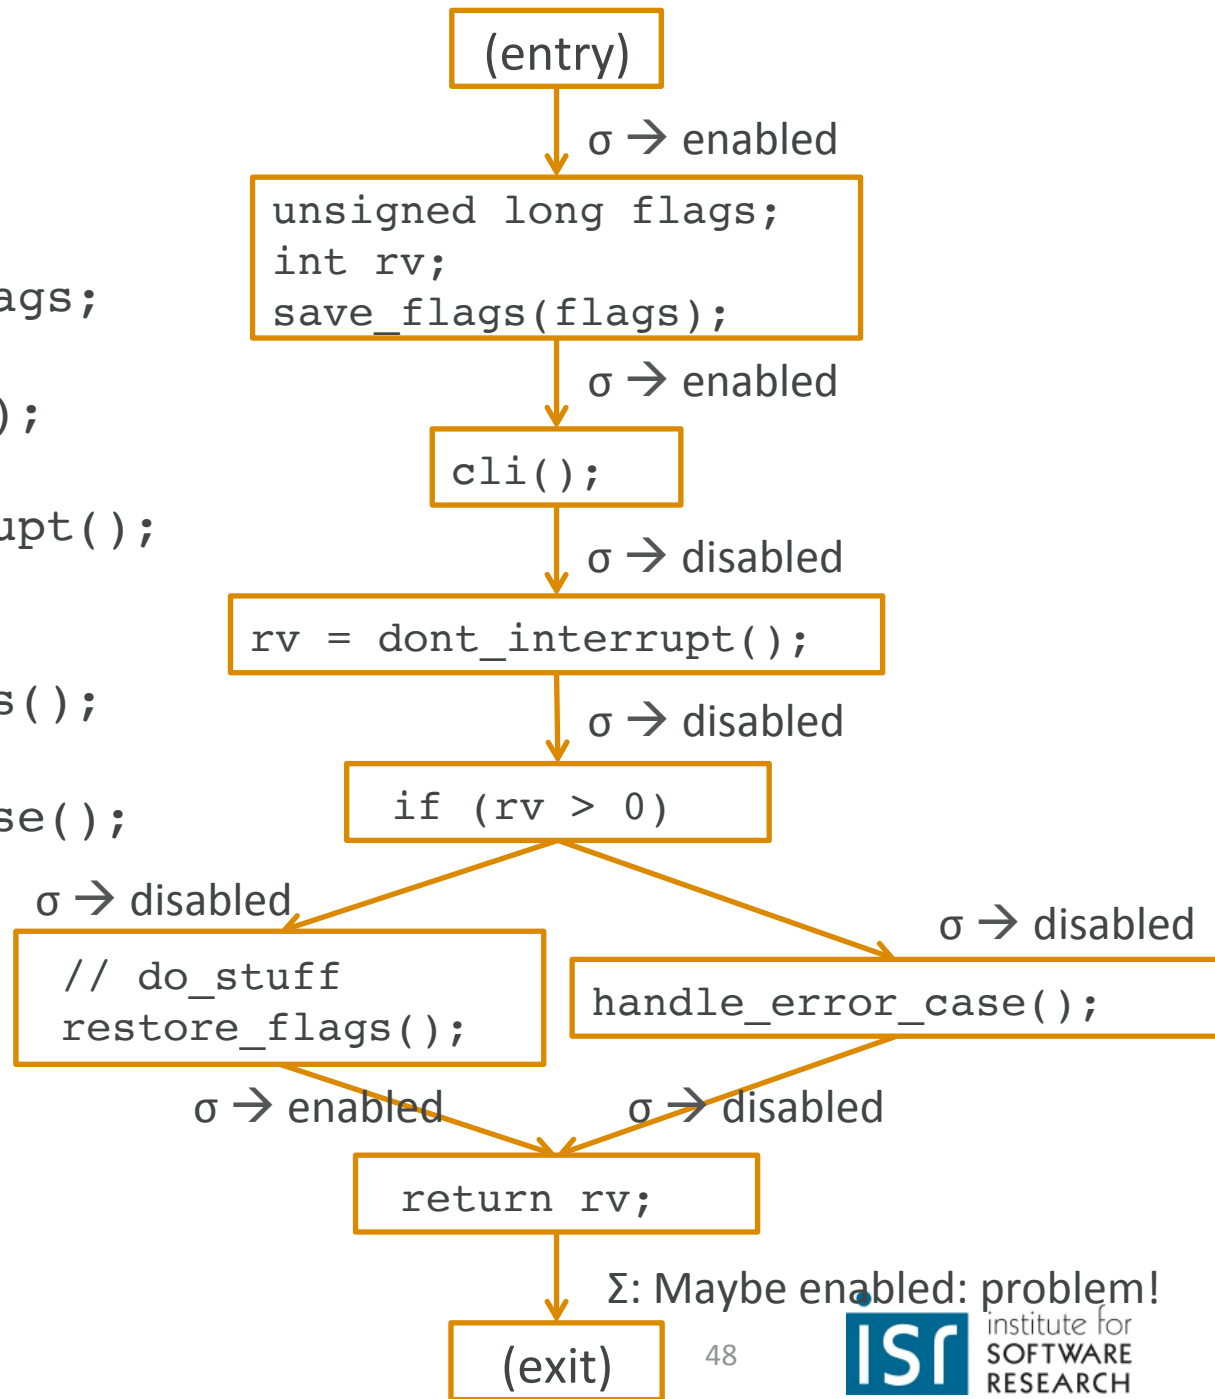 (entry)
σ → enabled
unsigned long flags;
int rv;
save_flags(flags);
σ → enabled
cli();
σ → disabled
rv = dont_interrupt();
σ → disabled
if (rv > 0)
σ → disabled
σ → disabled
// do_stuff
restore_flags();
handle_error_case();
σ → enabled
σ → disabled
return rv;
Σ: Maybe enabled: problem!
(exit)
48
isr institute for
SOFTWARE
RESEARCH
ags;
);
upt();
s();
se();